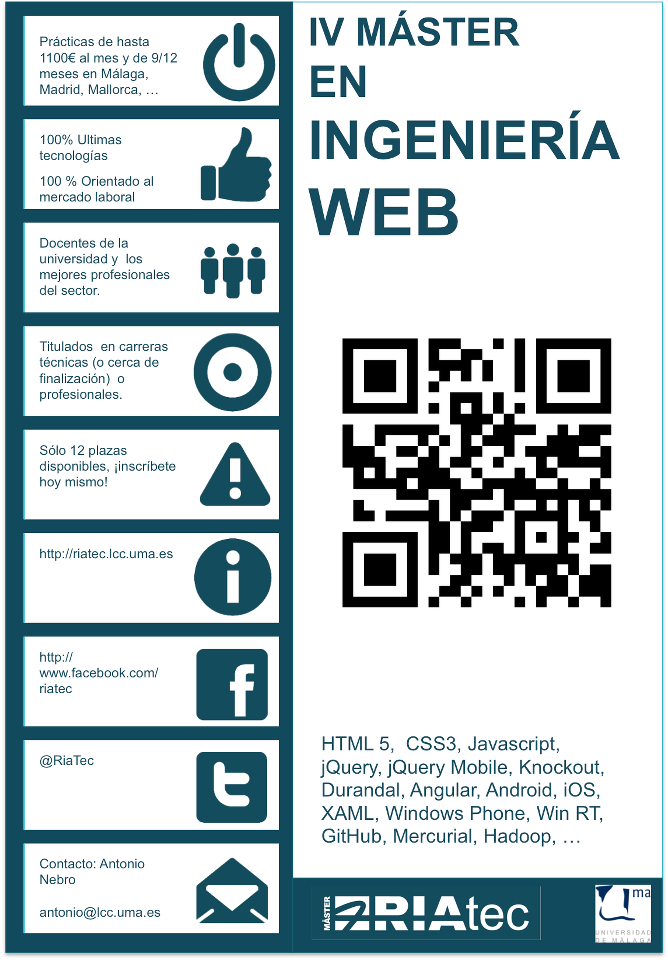 Prácticas de hasta
1100€ al mes y de 9/12
meses en Málaga,
Madrid, Mallorca, …
100% Ultimas
tecnologías
100 % Orientado al
mercado laboral
Docentes de la
universidad y los
mejores profesionales
del sector.
Titulados en carreras
técnicas (o cerca de
finalización) o
profesionales.
Sólo 12 plazas
disponibles, ¡inscríbete
hoy mismo!
http://riatec.lcc.uma.es
http://
www.facebook.com/
riatec
@RiaTec
Contacto: Antonio
Nebro
antonio@lcc.uma.es
IV MÁSTER
EN
INGENIERÍA
WEB
HTML 5, CSS3, Javascript,
jQuery, jQuery Mobile, Knockout,
Durandal, Angular, Android, iOS,
XAML, Windows Phone, Win RT,
GitHub, Mercurial, Hadoop, …
MÁSTER
RIAtec
uma
UNIVERSIDAD
DE MÁLAGA